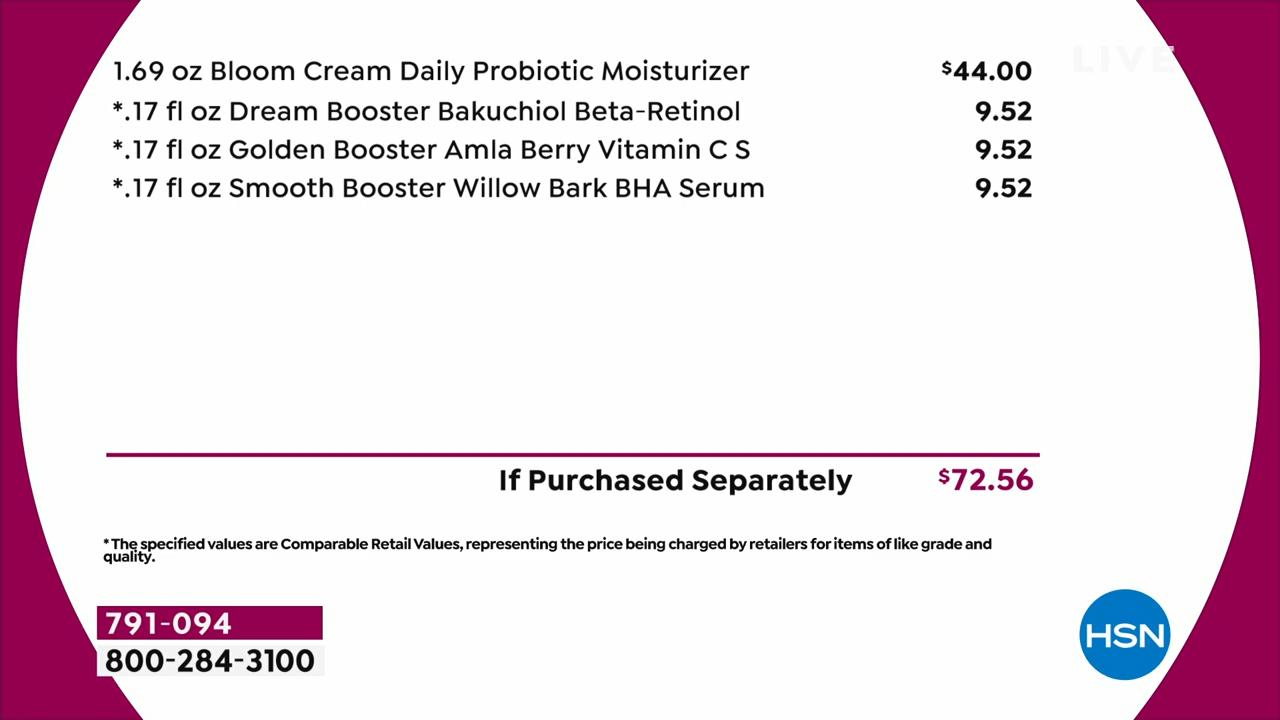 LIVE
1.69 oz Bloom Cream Daily Probiotic Moisturizer $44.00
*.17 fl oz Dream Booster Bakuchiol Beta-Retinol 9.52
*.17 fl oz Golden Booster Amla Berry Vitamin C S 9.52
*.17 fl oz Smooth Booster Willow Bark BHA Serum 9.52
If Purchased Separately $72.56
*The specified values are Comparable Retail Values, representing the price being charged by retailers for items of like grade and
quality.
791-094
800-284-3100
HSN